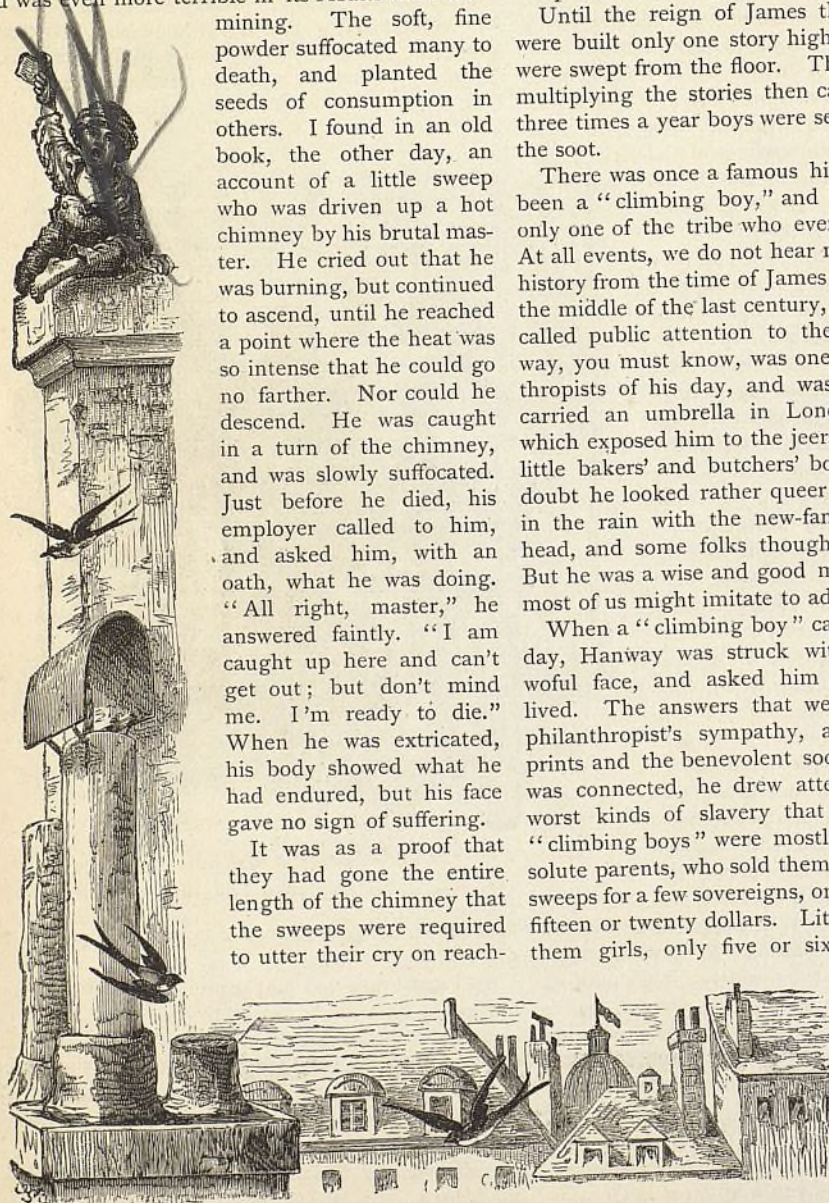 was even more terrible in its
mining. The soft, fine
powder suffocated many to
death, and planted the
seeds of consumption in
others. I found in an old
book, the other day, an
account of a little sweep
who was driven up a hot
chimney by his brutal mas-
ter. He cried out that he
was burning, but continued
to ascend, until he reached
a point where the heat was
so intense that he could go
no farther. Nor could he
descend. He was caught
in a turn of the chimney,
and was slowly suffocated.
Just before he died, his
employer called to him,
and asked him, with an
oath, what he was doing.
“All right, master,” he
answered faintly. “I am
caught up here and can't
get out; but don't mind
me. I'm ready to die.”
When he was extricated,
his body showed what he
had endured, but his face
gave no sign of suffering.
It was as a proof that
they had gone the entire
length of the chimney that
the sweeps were required
to utter their cry on reach-
Until the reign of James
were built only one story high
were swept from the floor.
multiplying the stories then
three times a year boys were
the soot.
There was once a famous
been a “climbing boy,” and
only one of the tribe who
At all events, we do not hear
history from the time of James
the middle of the last century,
called public attention to the
way, you must know, was one
thropists of his day, and was
carried an umbrella in
which exposed him to the
little bakers' and butchers'
doubt he looked rather queer
in the rain with the
head, and some folks
But he was a wise and good
most of us might imitate to
When a “climbing boy”
day, Hanway was struck
woful face, and asked him
lived. The answers that
philanthropist's sympathy,
prints and the benevolent
was connected, he drew
worst kinds of slavery that
“climbing boys” were
solute parents, who sold them
sweeps for a few sovereigns,
fifteen or twenty dollars.
them girls, only five or six